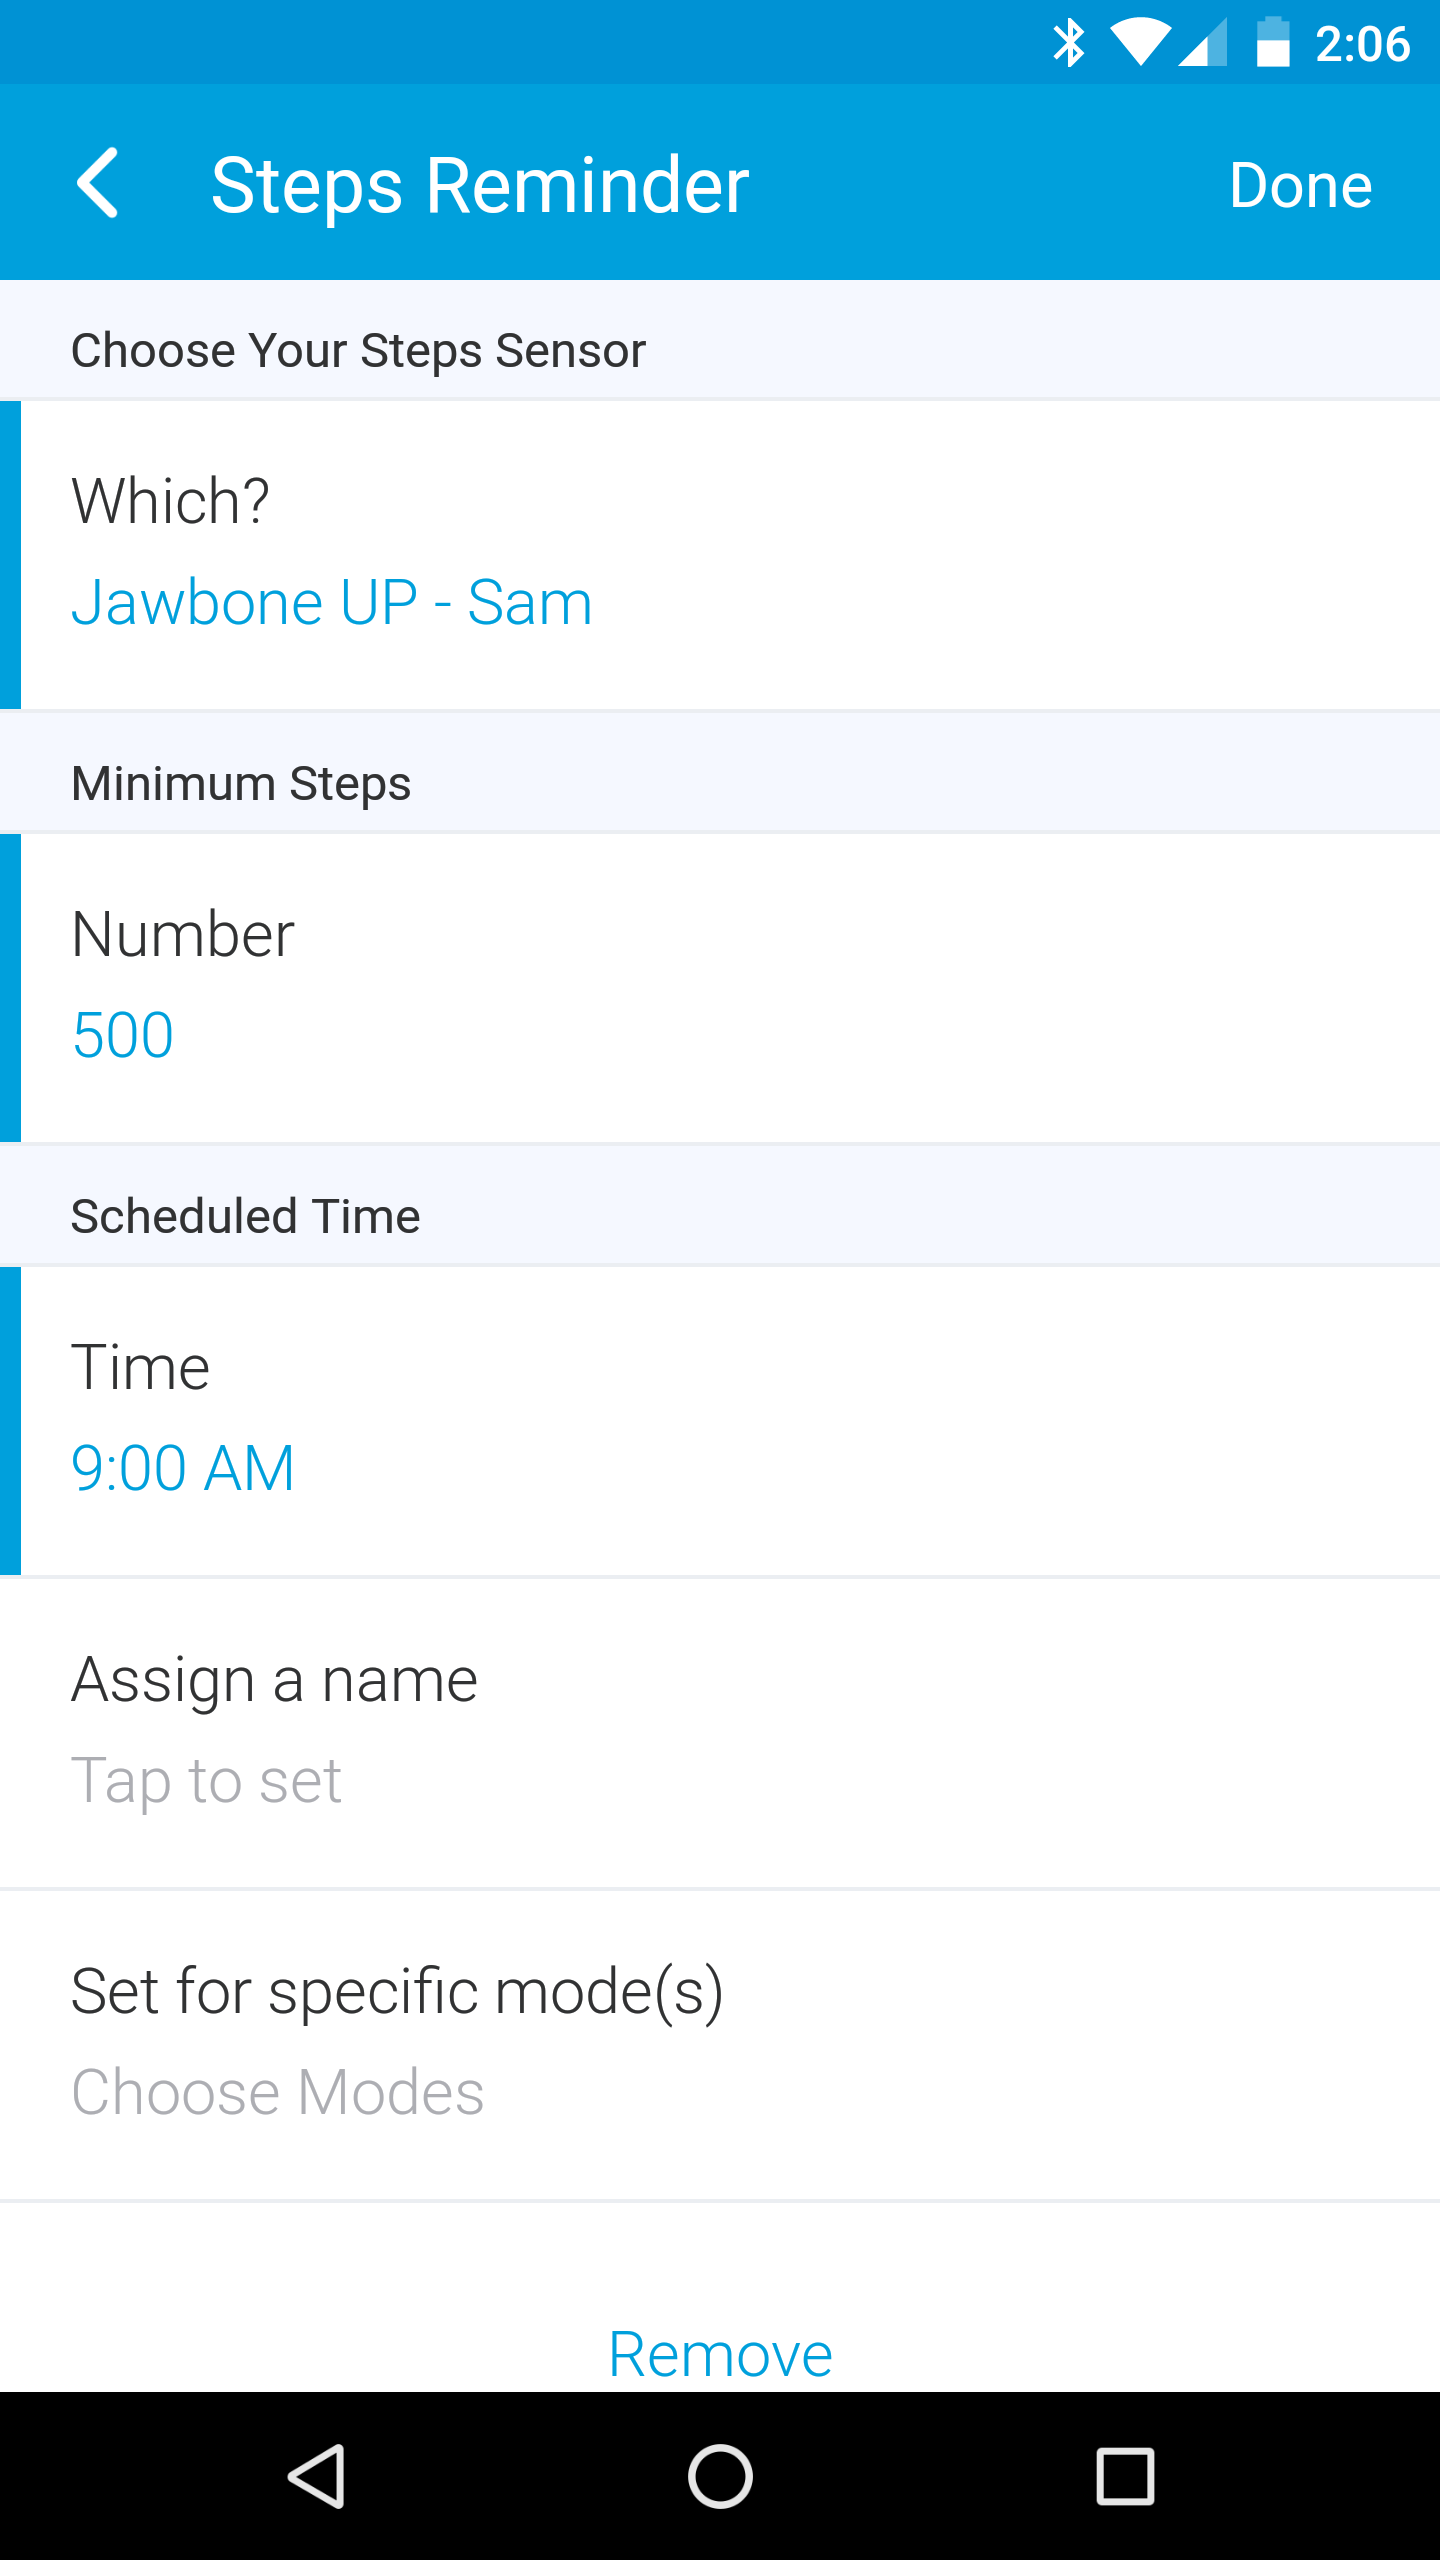 2:06
Steps Reminder
Done
Choose Your Steps Sensor
Which?
Jawbone UP - Sam
Minimum Steps
Number
500
Scheduled Time
Time
9:00 AM
Assign a name
Tap to set
Set for specific mode(s)
Choose Modes
Remove